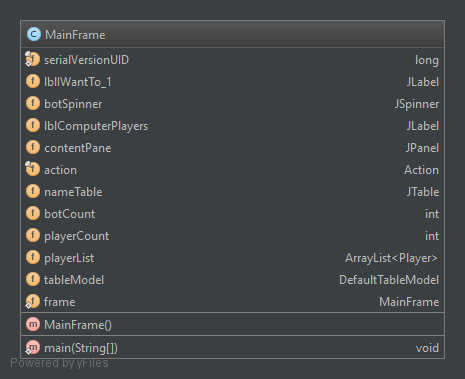 C MainFrame
f serialVersionUID long
f lblIWantTo_1 JLabel
f botSpinner JSpinner
f lblComputerPlayers JLabel
f contentPane JPanel
f action Action
f nameTable JTable
f botCount int
f playerCount int
f playerList ArrayList<Player>
f tableModel DefaultTableModel
f frame MainFrame
m MainFrame()
m main(String[]) void
Powered by yFiles